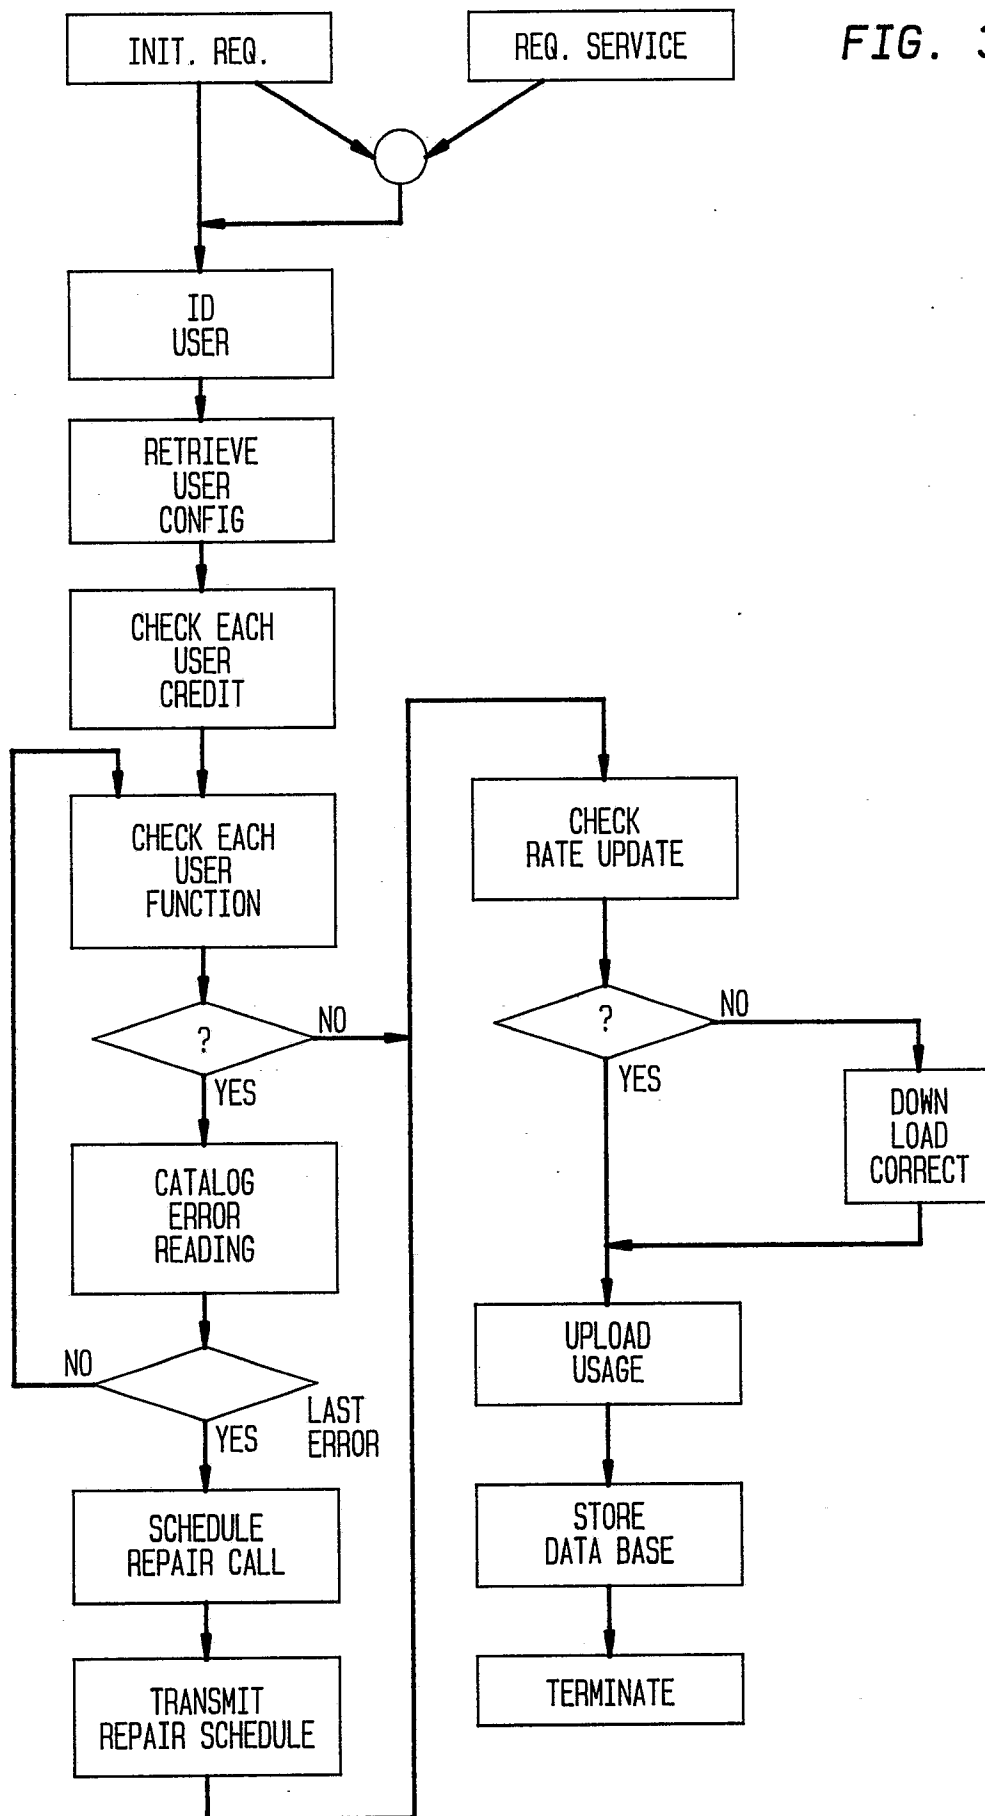 INIT. REQ.
REQ. SERVICE
FIG. 3
ID
USER
RETRIEVE
USER
CONFIG
CHECK EACH
USER
CREDIT
CHECK EACH
USER
FUNCTION
?
NO
YES
CATALOG
ERROR
READING
NO
YES
LAST
ERROR
SCHEDULE
REPAIR CALL
TRANSMIT
REPAIR SCHEDULE
CHECK
RATE UPDATE
?
NO
YES
DOWN
LOAD
CORRECT
UPLOAD
USAGE
STORE
DATA BASE
TERMINATE